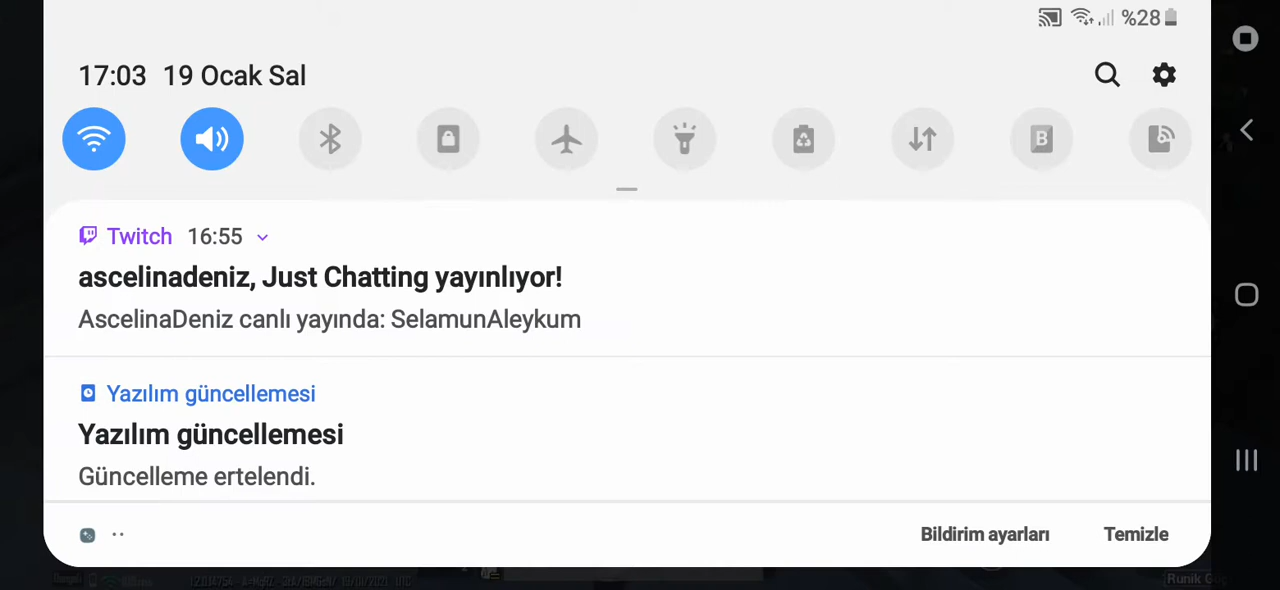 %28
17:03 19 Ocak Sal
B
Twitch 16:55
ascelinadeniz, Just Chatting yayınlıyor!
AscelinaDeniz canlı yayında: SelamunAleykum
Yazılım güncellemesi
Yazılım güncellemesi
Güncelleme ertelendi.
Bildirim ayarları Temizle
Runik